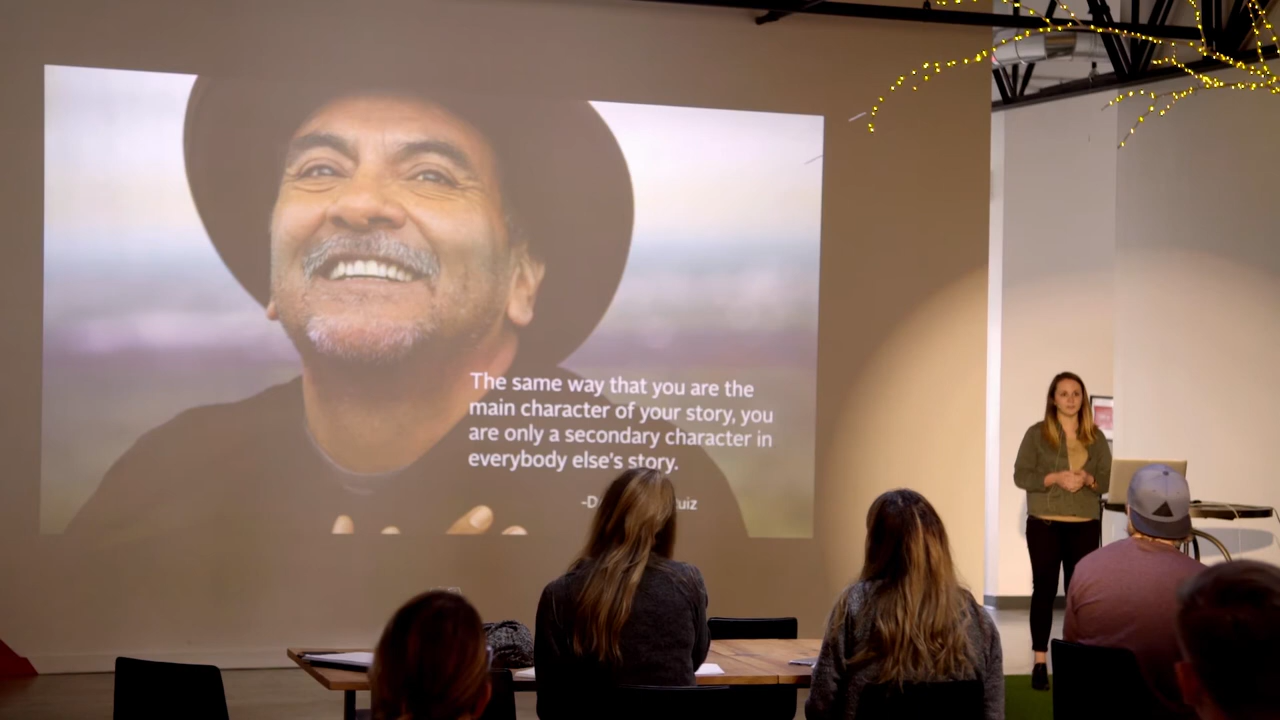 The same way that you are the
main character of your story, you
are only a secondary character in
everybody else's story.